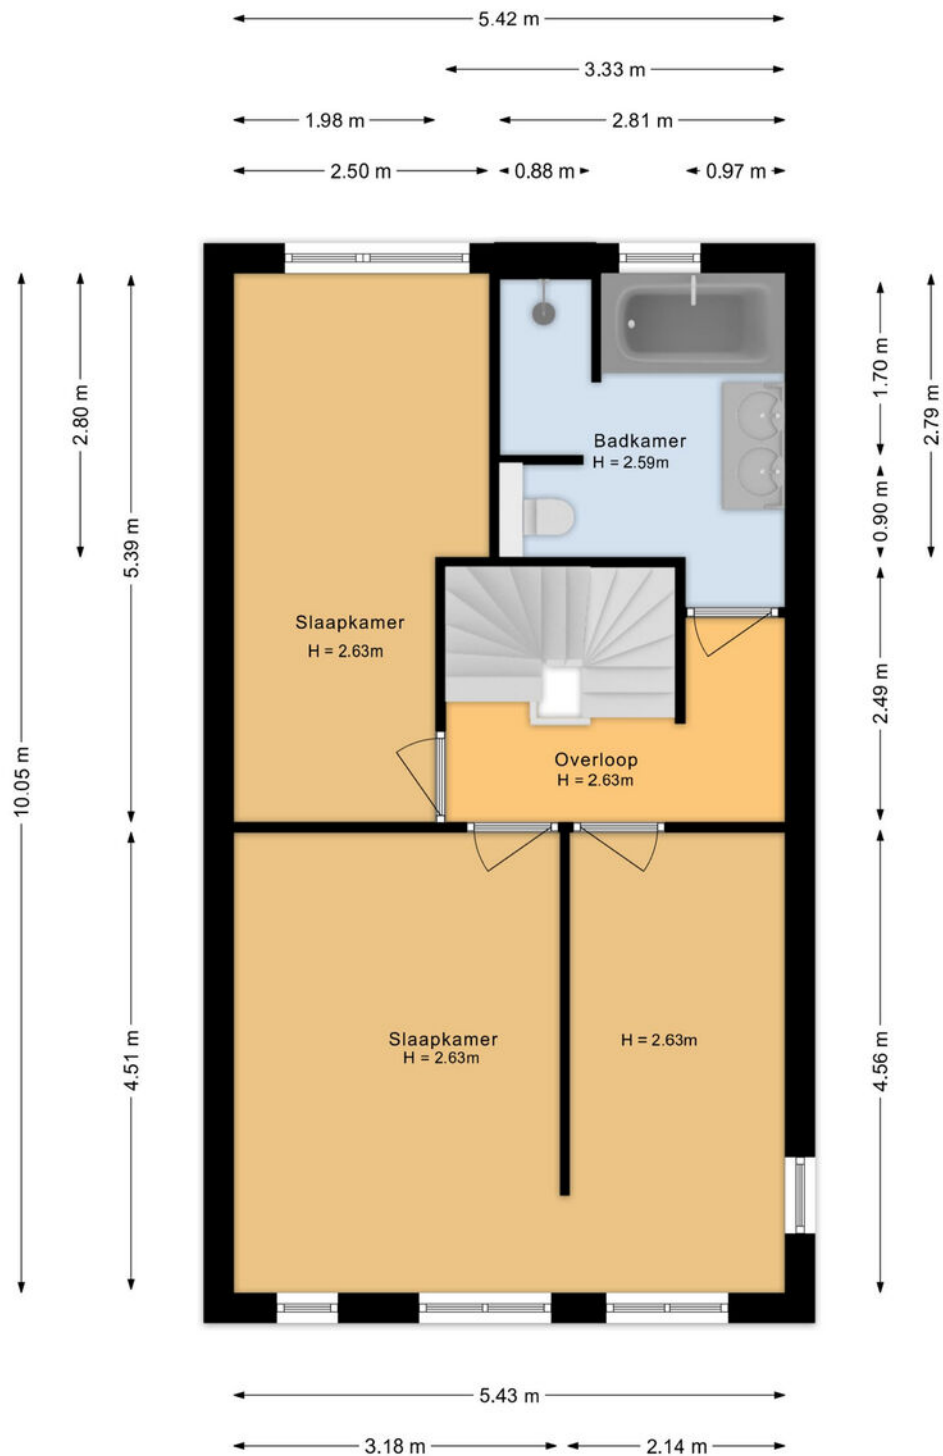 5.42 m
3.33 m
1.98 m
2.81 m
2.50 m
0.88 m
0.97 m
10.05 m
2.80 m
5.39 m
4.51 m
1.70 m
0.90 m
2.79 m
2.49 m
4.56 m
Badkamer
H = 2.59m
Slaapkamer
H = 2.63m
Overloop
H = 2.63m
Slaapkamer
H = 2.63m
H = 2.63m
5.43 m
3.18 m
2.14 m